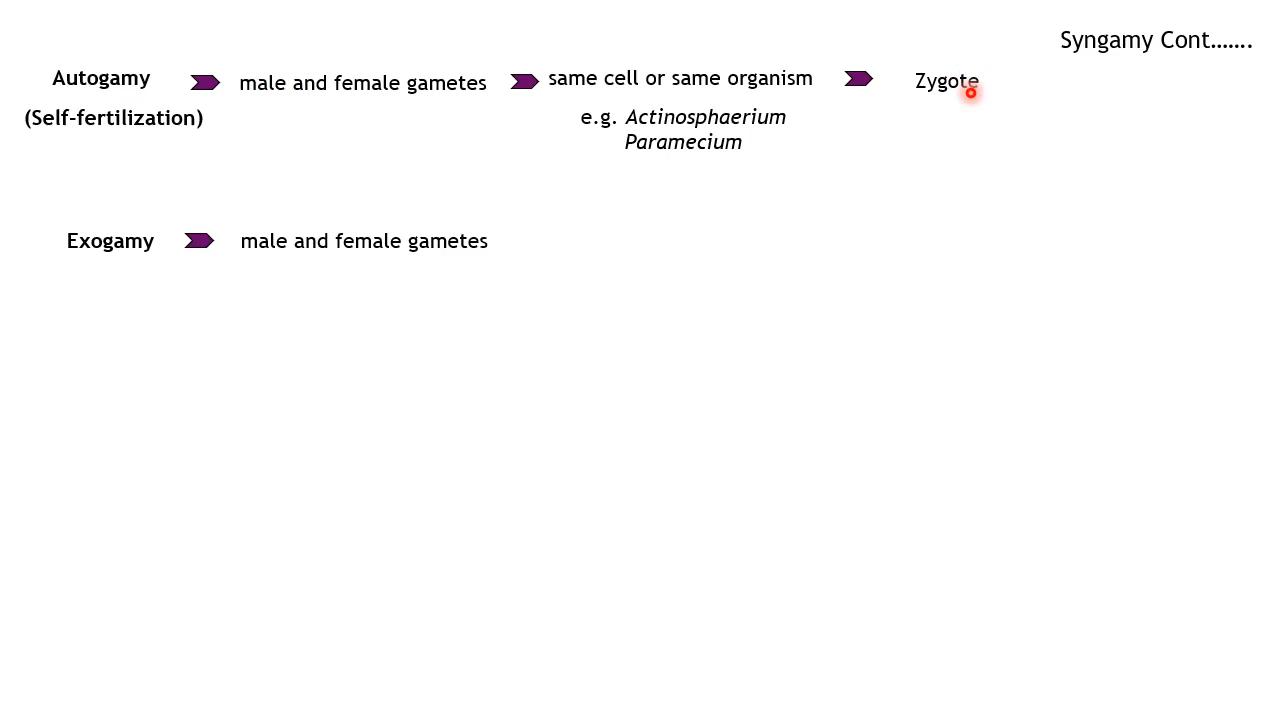 Syngamy Cont…….
Autogamy male and female gametes same cell or same organism Zygote
(Self-fertilization) e.g. Actinosphaerium
Paramecium
Exogamy male and female gametes